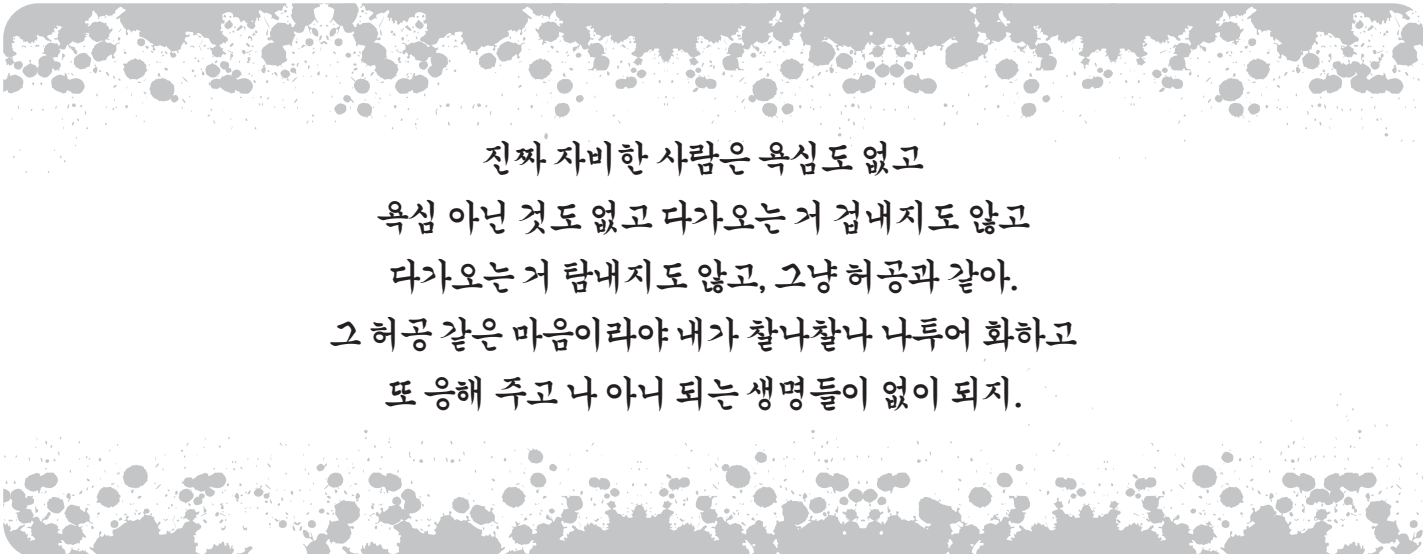 진짜 자비한 사람은 욕심도 없고
욕심 아닌 것도 없고 다가오는 거 겁내지도 않고
다가오는 거 탐내지도 않고, 그냥 허공과 같아.
그 허공 같은 마음이라야 내가 찰나찰나 나투어 화하고
또 응해 주고 나 아니 되는 생명들이 없이 되지.